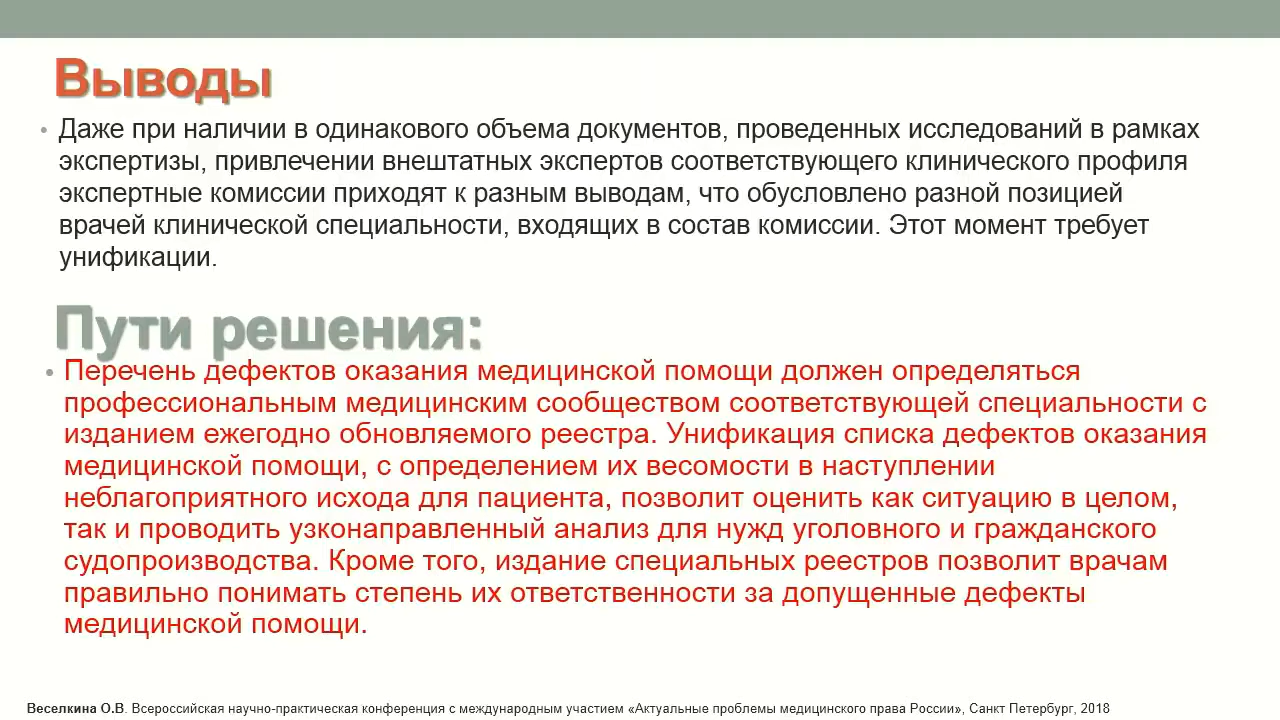 Выводы
• Даже при наличии в одинакового объема документов, проведенных исследований в рамках
экспертизы, привлечении внештатных экспертов соответствующего клинического профиля
экспертные комиссии приходят к разным выводам, что обусловлено разной позицией
врачей клинической специальности, входящих в состав комиссии. Этот момент требует
унификации.
Пути решения:
• Перечень дефектов оказания медицинской помощи должен определяться
профессиональным медицинским сообществом соответствующей специальности с
изданием ежегодно обновляемого реестра. Унификация списка дефектов оказания
медицинской помощи, с определением их весомости в наступлении
неблагоприятного исхода для пациента, позволит оценить как ситуацию в целом,
так и проводить узконаправленный анализ для нужд уголовного и гражданского
судопроизводства. Кроме того, издание специальных реестров позволит врачам
правильно понимать степень их ответственности за допущенные дефекты
медицинской помощи.
Веселкина О.В. Всероссийская научно-практическая конференция с международным участием «Актуальные проблемы медицинского права России», Санкт Петербург, 2018